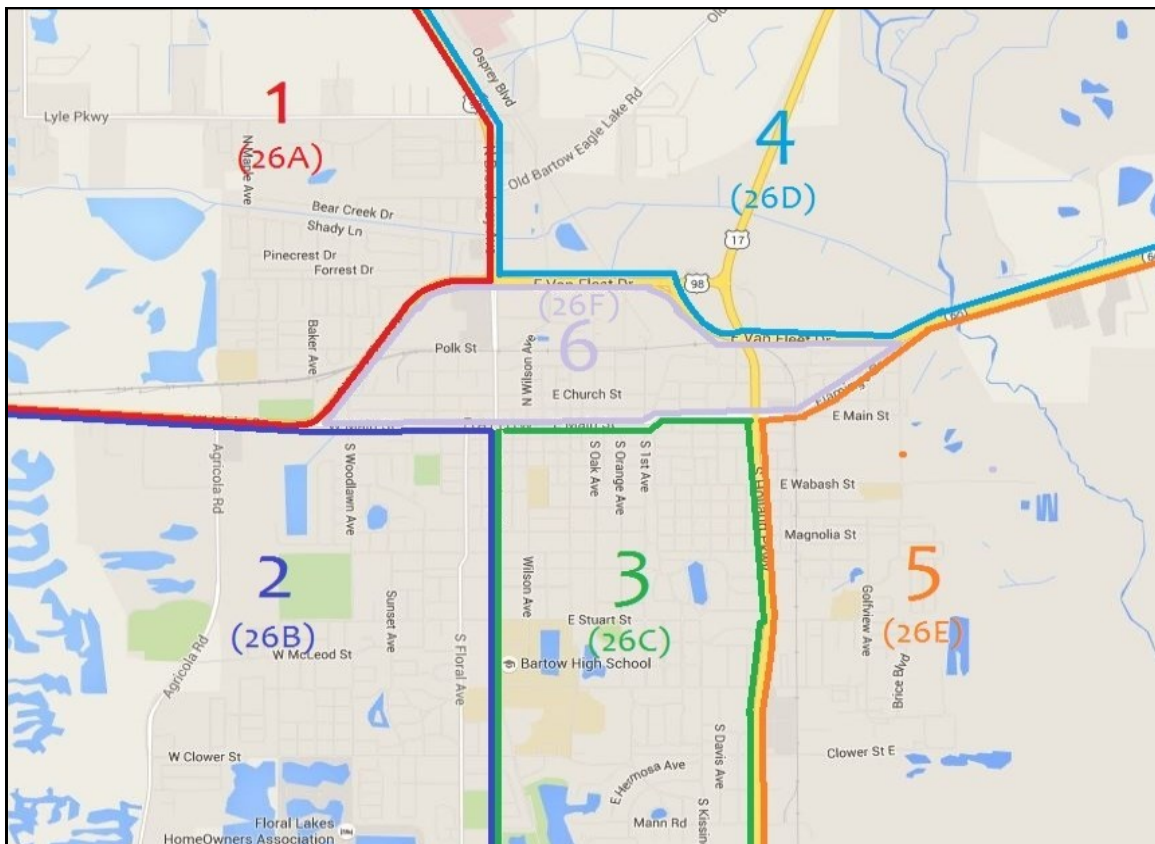 Osprey Blvd
Old
1
(26A)
Lyle Pkwy
N Maple Ave
4
(26D)
Old Bartow Eagle Lake Rd
Bear Creek Dr
Shady Ln
17
Pinecrest Dr
Forrest Dr
98
E Van Fleet Dr
(26F)
6
Baker Ave
Polk St
N Wilson Ave
E Van Fleet Dr
E Church St
E Main St
E Main St
S Woodlawn Ave
Agricola Rd
S Oak Ave
S Orange Ave
S 1st Ave
E Wabash St
Magnolia St
2
(26B)
3
(26C)
5
(26E)
Wilson Ave
Sunset Ave
E Stuart St
Golfview Ave
S Floral Ave
W McLeod St
Bartow High School
Agricola Rd
Brice Blvd
W Clower St
S Davis Ave
Clower St E
E Hermosa Ave
Mann Rd
Floral Lakes
HomeOwners Association